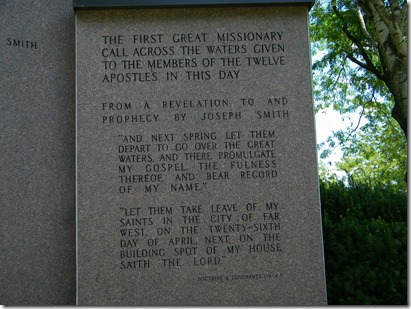 SMITH
THE FIRST GREAT MISSIONARY
CALL ACROSS THE WATERS GIVEN
TO THE MEMBERS OF THE TWELVE
APOSTLES IN THIS DAY
FROM A REVELATION TO AND
PROPHECY BY JOSEPH SMITH
"AND NEXT SPRING LET THEM
DEPART TO GO OVER THE GREAT
WATERS, AND THERE PROMULGATE
MY GOSPEL, THE FULNESS
THEREOF, AND BEAR RECORD
OF MY NAME."
"LET THEM TAKE LEAVE OF MY
SAINTS IN THE CITY OF FAR
WEST, ON THE TWENTY-SIXTH
DAY OF APRIL, NEXT, ON THE
BUILDING SPOT OF MY HOUSE,
SAITH THE LORD."
DOCTRINE & COVENANTS